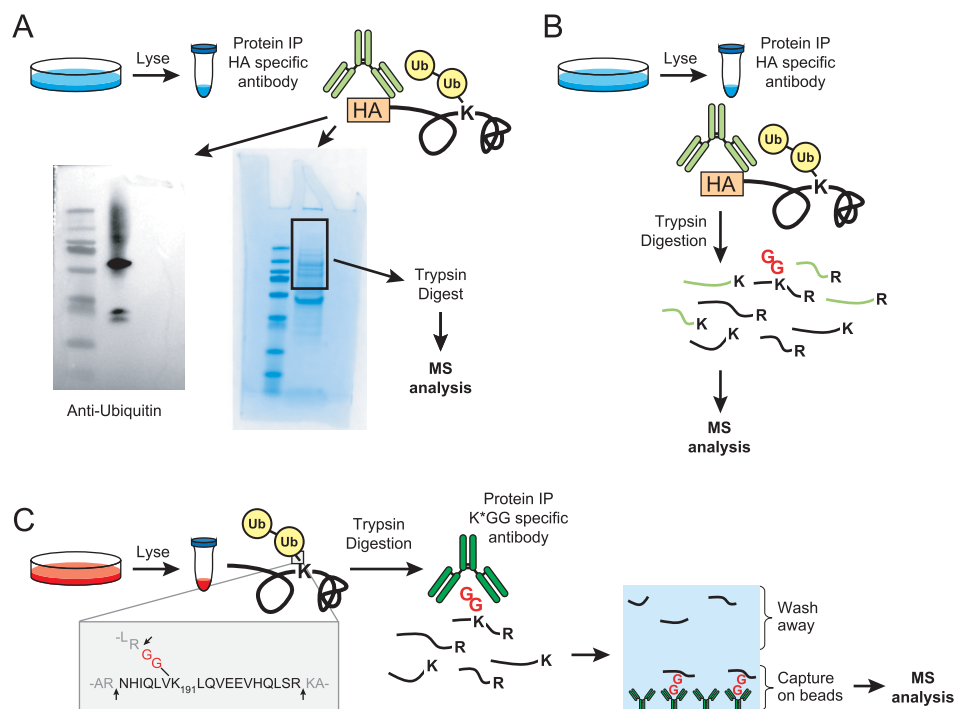 A
Lyse
Protein IP
HA specific
antibody
Ub
Ub
HA
K
Anti-Ubiquitin
Trypsin
Digest
MS
analysis
B
Lyse
Protein IP
HA specific
antibody
Ub
Ub
HA
K
Trypsin
Digestion
G
G
K
K
R
R
R
K
K
K
R
MS
analysis
C
Lyse
Ub
Ub
K
Trypsin
Digestion
Protein IP
K*GG specific
antibody
G
G
K
R
R
K
K
R
-L
R
G
G
-AR NHIQLVK191LQVEEVHQLSR KA-
Wash
away
G
G
G
G
Capture
on beads
MS
analysis